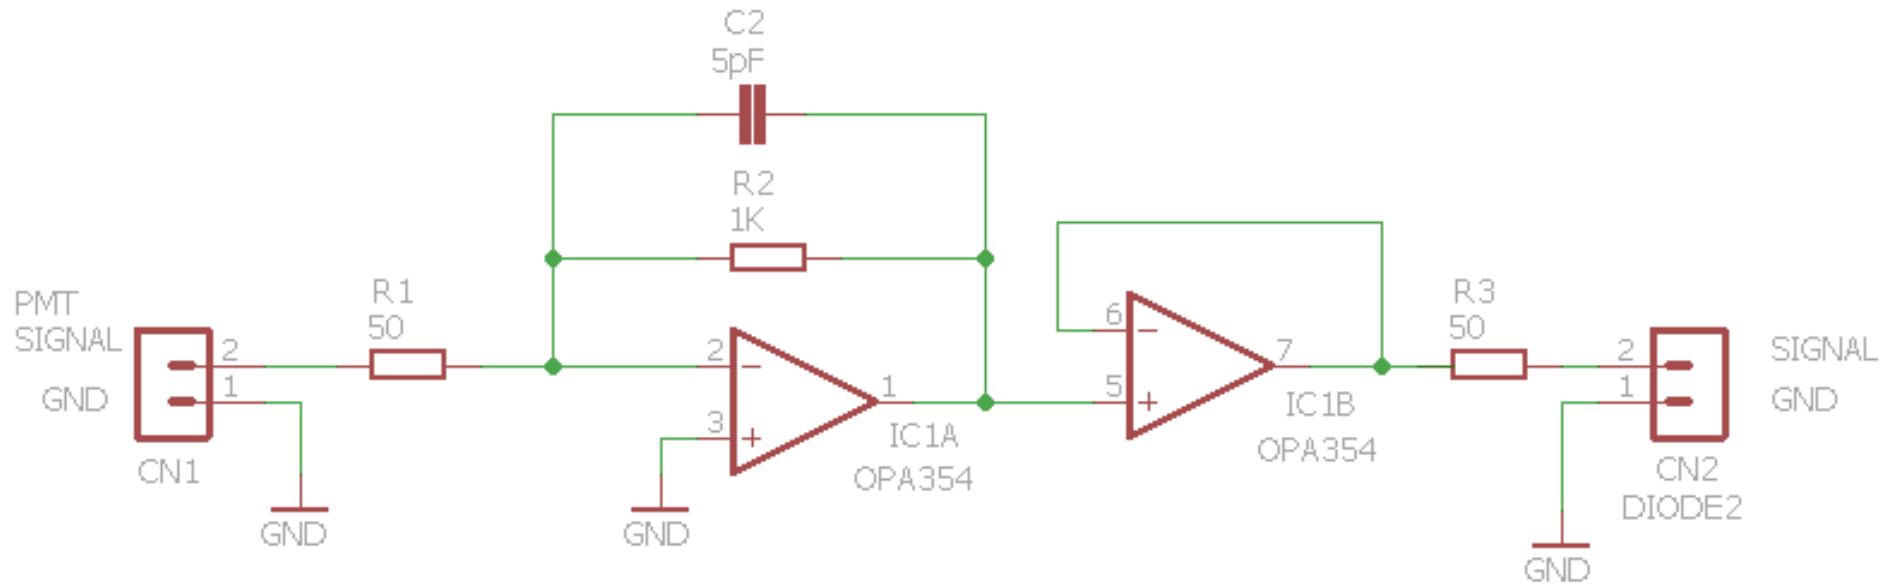 C2
5pF
R2
1K
PMT
SIGNAL
GND
2
1
CN1
GND
R1
50
2
3
1
IC1A
OPA354
GND
6
5
7
IC1B
OPA354
R3
50
2
1
SIGNAL
GND
CN2
DIODE2
GND